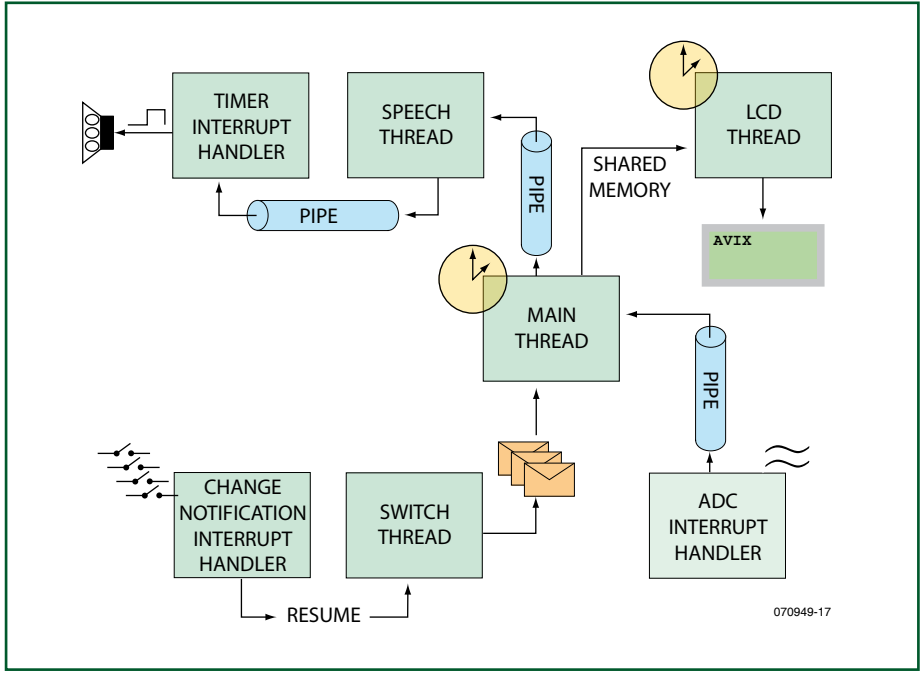 TIMER
INTERRUPT
HANDLER
SPEECH
THREAD
LCD
THREAD
SHARED
MEMORY
PIPE
PIPE
AVIX
MAIN
THREAD
PIPE
CHANGE
NOTIFICATION
INTERRUPT
HANDLER
SWITCH
THREAD
ADC
INTERRUPT
HANDLER
RESUME
070949-17